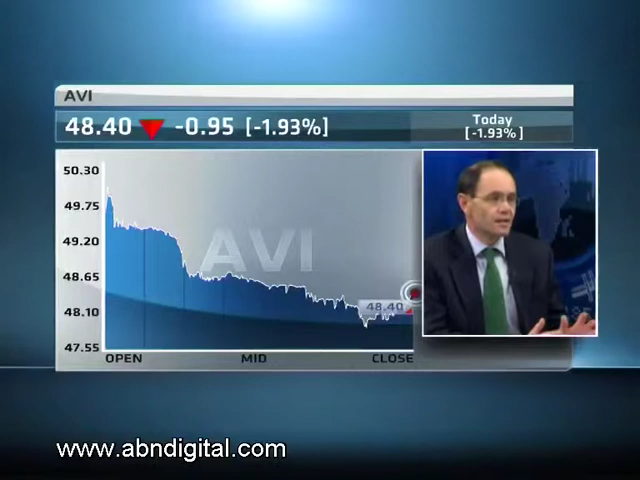 AVI
48.40 -0.95 [-1.93%]
Today
[-1.93%]
50.30
49.75
49.20
48.65
48.10
47.55
AVI
48.40
OPEN MID CLOSE
www.abndigital.com